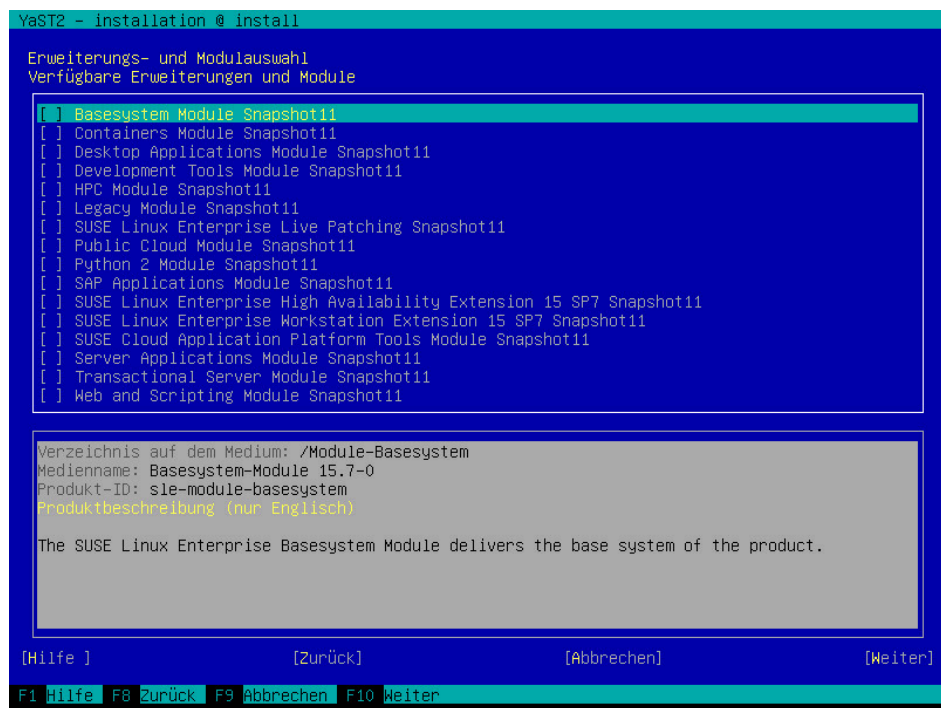 YaST2 - installation @ install
Erweiterungs- und Modulauswahl
Verfügbare Erweiterungen und Module
[ ] Basesystem Module Snapshot11
[ ] Containers Module Snapshot11
[ ] Desktop Applications Module Snapshot11
[ ] Development Tools Module Snapshot11
[ ] HPC Module Snapshot11
[ ] Legacy Module Snapshot11
[ ] SUSE Linux Enterprise Live Patching Snapshot11
[ ] Public Cloud Module Snapshot11
[ ] Python 2 Module Snapshot11
[ ] SAP Applications Module Snapshot11
[ ] SUSE Linux Enterprise High Availability Extension 15 SP7 Snapshot11
[ ] SUSE Linux Enterprise Workstation Extension 15 SP7 Snapshot11
[ ] SUSE Cloud Application Platform Tools Module Snapshot11
[ ] Server Applications Module Snapshot11
[ ] Transactional Server Module Snapshot11
[ ] Web and Scripting Module Snapshot11
Verzeichnis auf dem Medium: /Module-Basesystem
Medienname: Basesystem-Module 15.7-0
Produkt-ID: sle-module-basesystem
Produktbeschreibung (nur Englisch)
The SUSE Linux Enterprise Basesystem Module delivers the base system of the product.
[Hilfe ] [Zurück] [Abbrechen] [Weiter]
F1 Hilfe F8 Zurück F9 Abbrechen F10 Weiter